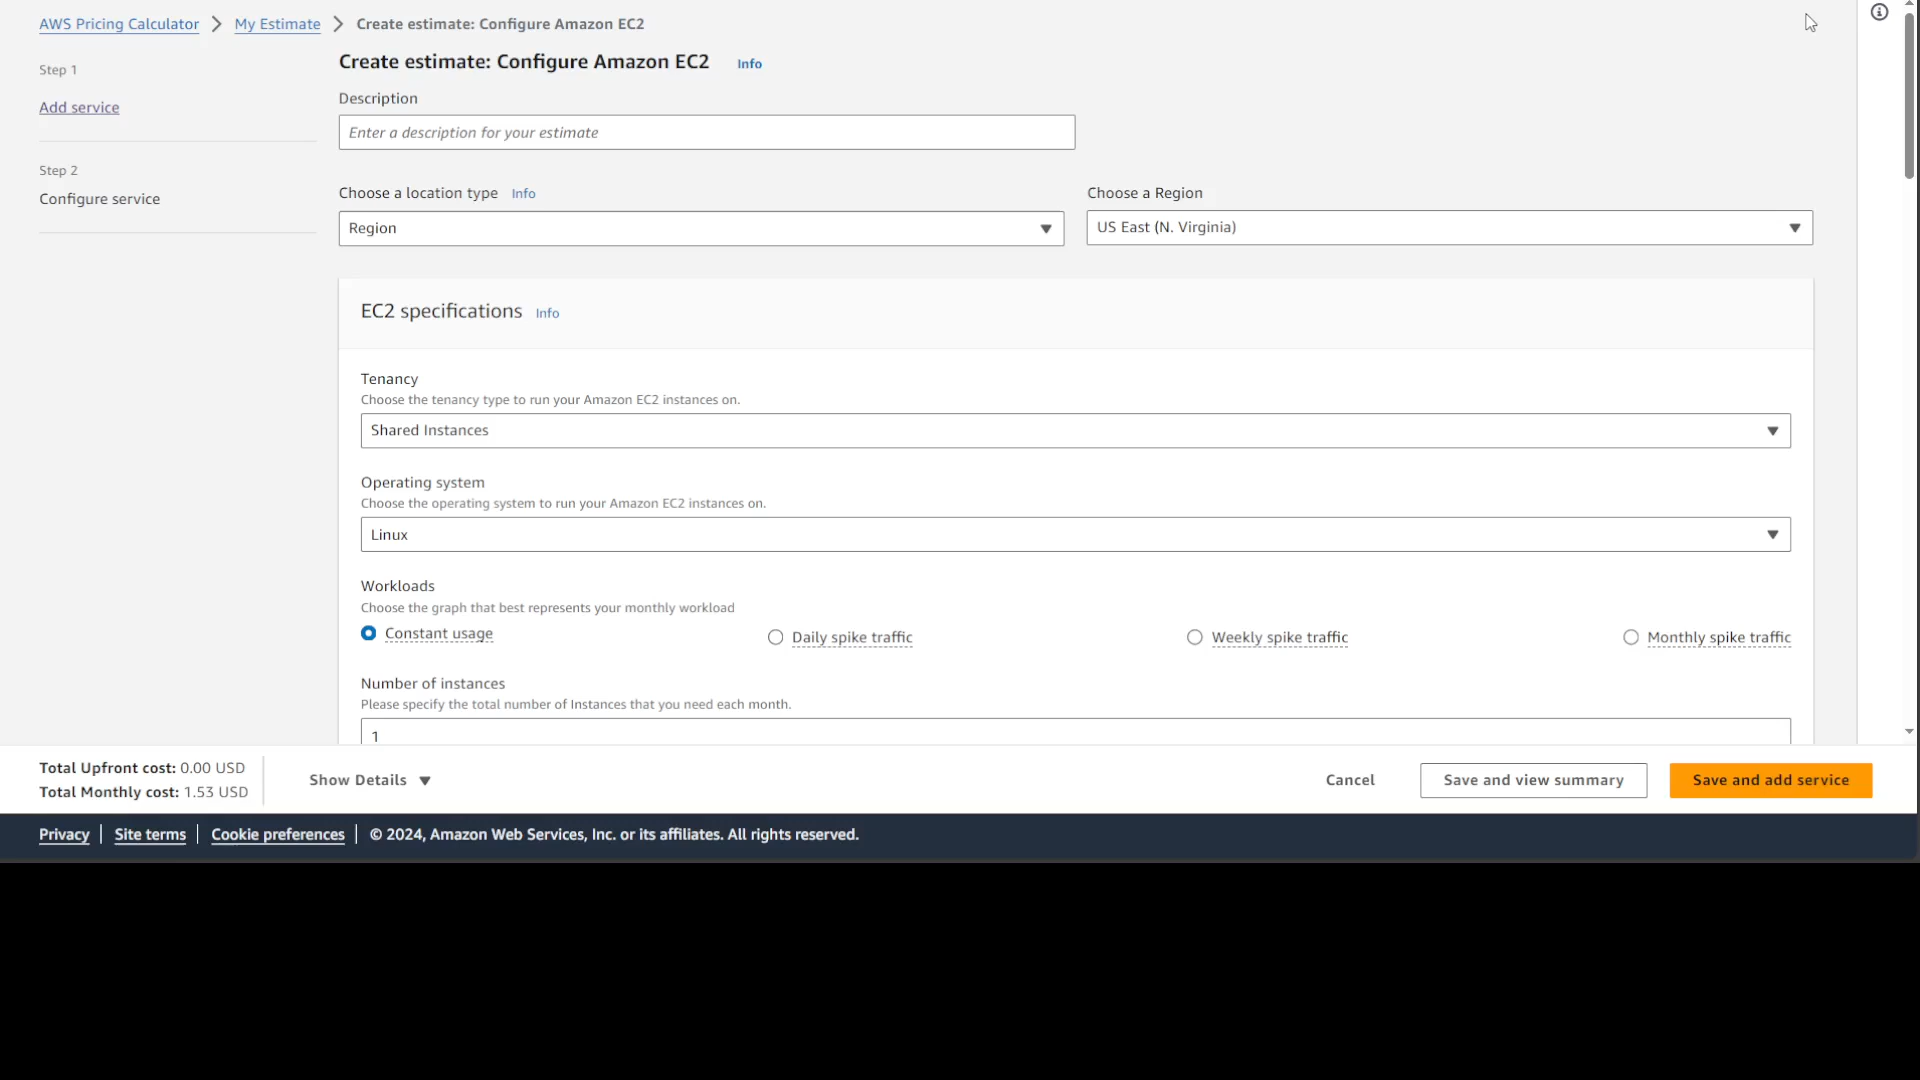 AWS Pricing Calculator > My Estimate > Create estimate: Configure Amazon EC2
Step 1
Add service
Step 2
Configure service
Create estimate: Configure Amazon EC2 Info
Description
Enter a description for your estimate
Choose a location type Info
Region
Choose a Region
US East (N. Virginia)
EC2 specifications Info
Tenancy
Choose the tenancy type to run your Amazon EC2 instances on.
Shared Instances
Operating system
Choose the operating system to run your Amazon EC2 instances on.
Linux
Workloads
Choose the graph that best represents your monthly workload
Constant usage Daily spike traffic Weekly spike traffic Monthly spike traffic
Number of instances
Please specify the total number of Instances that you need each month.
1
Total Upfront cost: 0.00 USD
Total Monthly cost: 1.53 USD
Show Details
Cancel
Save and view summary
Save and add service
Privacy | Site terms | Cookie preferences | © 2024, Amazon Web Services, Inc. or its affiliates. All rights reserved.